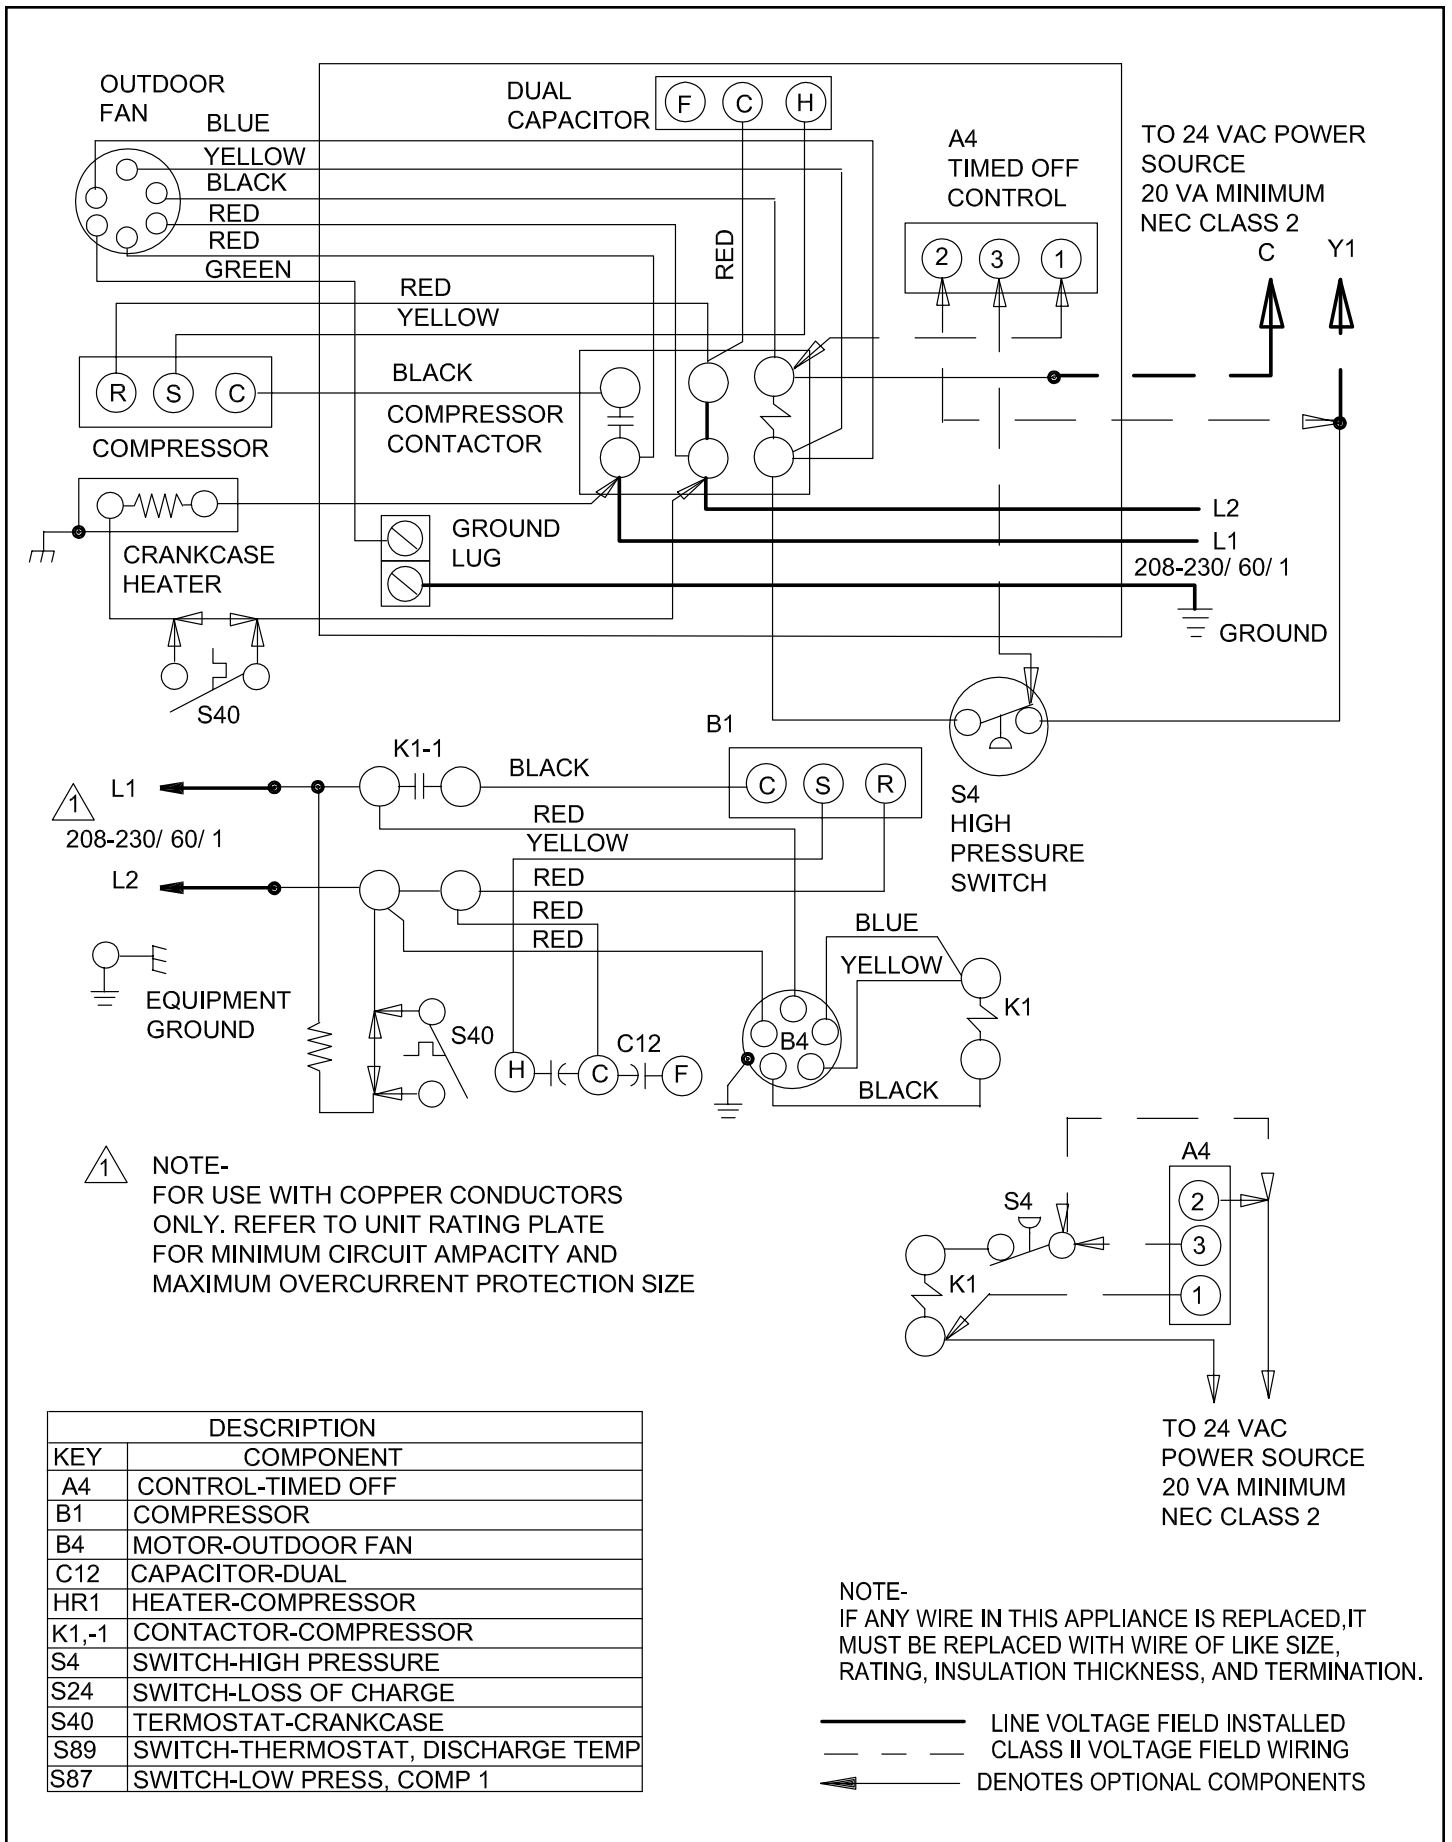 OUTDOOR
FAN
BLUE
YELLOW
BLACK
RED
RED
GREEN
DUAL
CAPACITOR
F C H
RED
A4
TIMED OFF
CONTROL
2 3 1
TO 24 VAC POWER
SOURCE
20 VA MINIMUM
NEC CLASS 2
C Y1
RED
YELLOW
R S C
COMPRESSOR
BLACK
COMPRESSOR
CONTACTOR
CRANKCASE
HEATER
GROUND
LUG
L2
L1
208-230/ 60/ 1
GROUND
S40
S4
HIGH
PRESSURE
SWITCH
B1
C S R
K1-1
BLACK
1
L1
208-230/ 60/ 1
L2
RED
YELLOW
RED
RED
RED
EQUIPMENT
GROUND
S40
C12
H C F
BLUE
YELLOW
B4
K1
BLACK
1
NOTE-
FOR USE WITH COPPER CONDUCTORS
ONLY. REFER TO UNIT RATING PLATE
FOR MINIMUM CIRCUIT AMPACITY AND
MAXIMUM OVERCURRENT PROTECTION SIZE
A4
2
3
1
S4
K1
TO 24 VAC
POWER SOURCE
20 VA MINIMUM
NEC CLASS 2
DESCRIPTION
KEY COMPONENT
A4 CONTROL-TIMED OFF
B1 COMPRESSOR
B4 MOTOR-OUTDOOR FAN
C12 CAPACITOR-DUAL
HR1 HEATER-COMPRESSOR
K1,-1 CONTACTOR-COMPRESSOR
S4 SWITCH-HIGH PRESSURE
S24 SWITCH-LOSS OF CHARGE
S40 TERMOSTAT-CRANKCASE
S89 SWITCH-THERMOSTAT, DISCHARGE TEMP
S87 SWITCH-LOW PRESS, COMP 1
NOTE-
IF ANY WIRE IN THIS APPLIANCE IS REPLACED,IT
MUST BE REPLACED WITH WIRE OF LIKE SIZE,
RATING, INSULATION THICKNESS, AND TERMINATION.
LINE VOLTAGE FIELD INSTALLED
CLASS II VOLTAGE FIELD WIRING
DENOTES OPTIONAL COMPONENTS